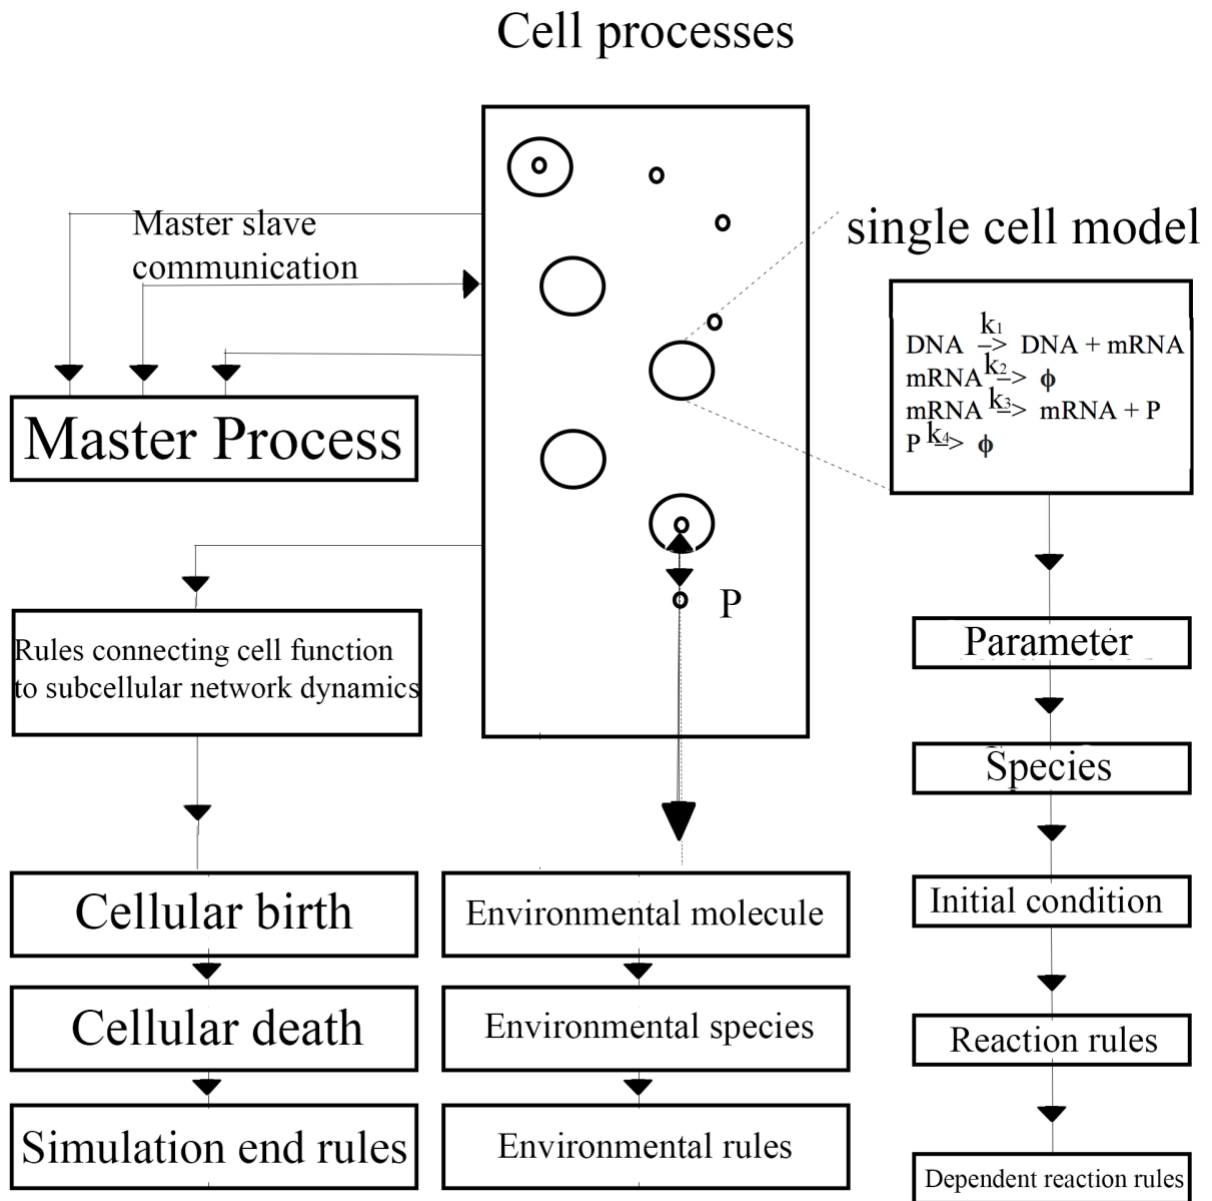 Cell processes
Master slave
communication
single cell model
k1
DNA -> DNA + mRNA
k2
mRNA -> ϕ
k3
mRNA -> mRNA + P
k4
P -> ϕ
Master Process
P
Rules connecting cell function
to subcellular network dynamics
Parameter
Species
Cellular birth
Environmental molecule
Initial condition
Cellular death
Environmental species
Reaction rules
Simulation end rules
Environmental rules
Dependent reaction rules